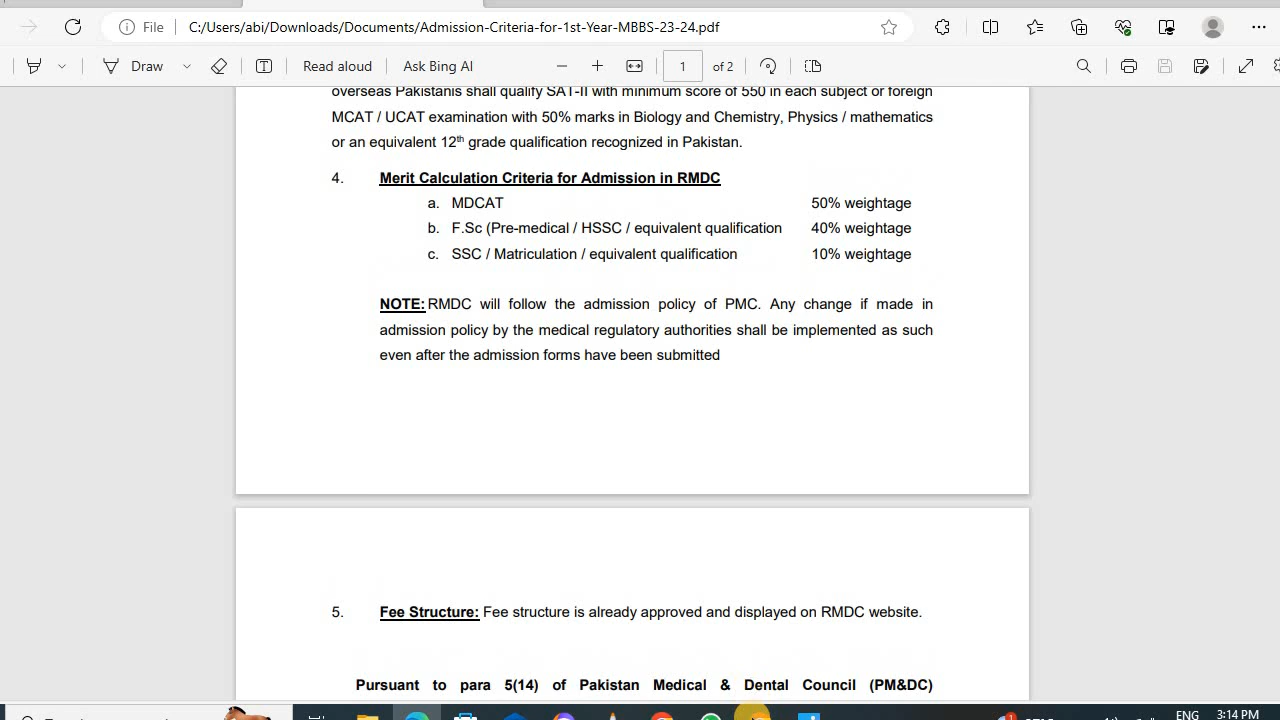 File C:/Users/abi/Downloads/Documents/Admission-Criteria-for-1st-Year-MBBS-23-24.pdf
Draw Read aloud Ask Bing AI 1 of 2
overseas Pakistanis shall qualify SAT-II with minimum score of 550 in each subject or foreign
MCAT / UCAT examination with 50% marks in Biology and Chemistry, Physics / mathematics
or an equivalent 12th grade qualification recognized in Pakistan.
4. Merit Calculation Criteria for Admission in RMDC
a. MDCAT 50% weightage
b. F.Sc (Pre-medical / HSSC / equivalent qualification 40% weightage
c. SSC / Matriculation / equivalent qualification 10% weightage
NOTE: RMDC will follow the admission policy of PMC. Any change if made in
admission policy by the medical regulatory authorities shall be implemented as such
even after the admission forms have been submitted
5. Fee Structure: Fee structure is already approved and displayed on RMDC website.
Pursuant to para 5(14) of Pakistan Medical & Dental Council (PM&DC)
ENG 3:14 PM